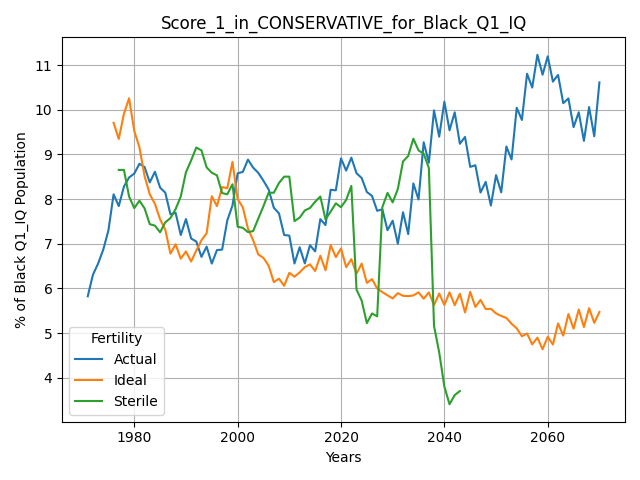 Score_1_in_CONSERVATIVE_for_Black_Q1_IQ
% of Black Q1_IQ Population
11
10
9
8
7
6
5
4
Fertility
Actual
Ideal
Sterile
1980 2000 2020 2040 2060
Years